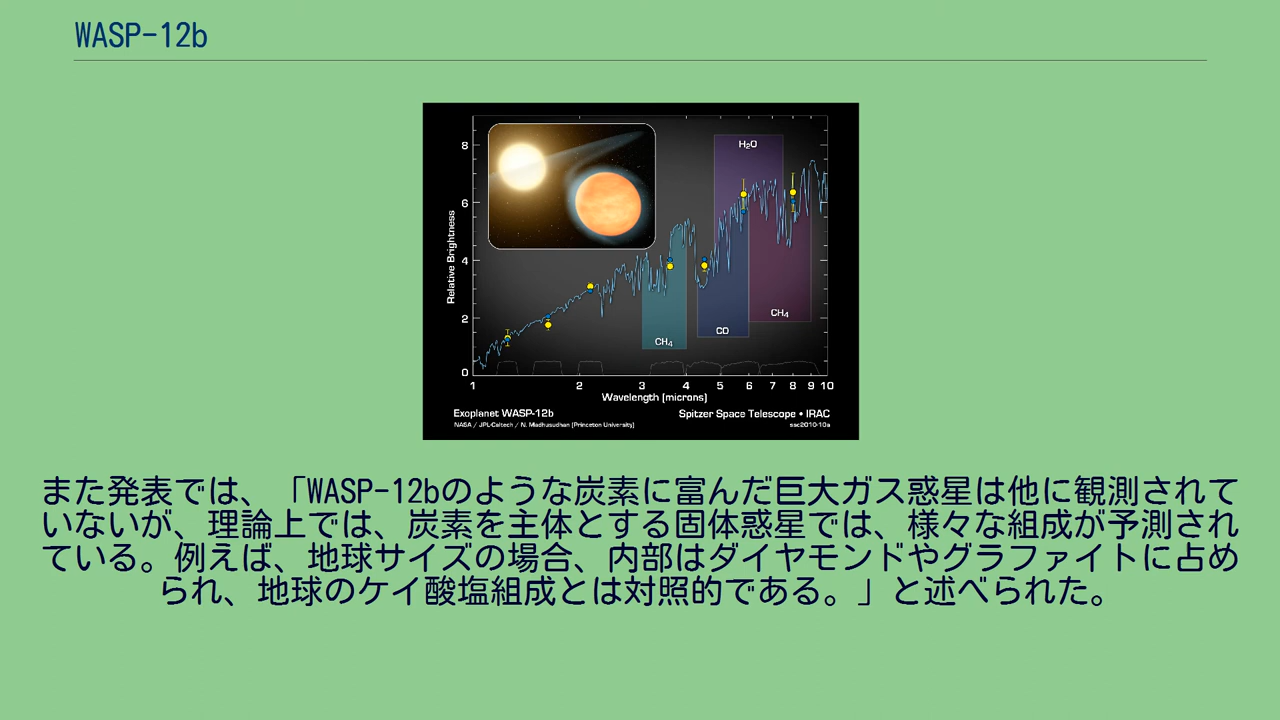 WASP-12b
8
6
4
2
0
Relative Brightness
H₂O
CH₄
CO
CH₄
1 2 3 4 5 6 7 8 9 10
Wavelength (microns)
Exoplanet WASP-12b
Spitzer Space Telescope • IRAC
NASA / JPL-Caltech / N. Madhusudhan (Princeton University)
ssc2010-10a
また発表では、「WASP-12bのような炭素に富んだ巨大ガス惑星は他に観測されて
いないが、理論上では、炭素を主体とする固体惑星では、様々な組成が予測され
ている。例えば、地球サイズの場合、内部はダイヤモンドやグラファイトに占め
られ、地球のケイ酸塩組成とは対照的である。」と述べられた。